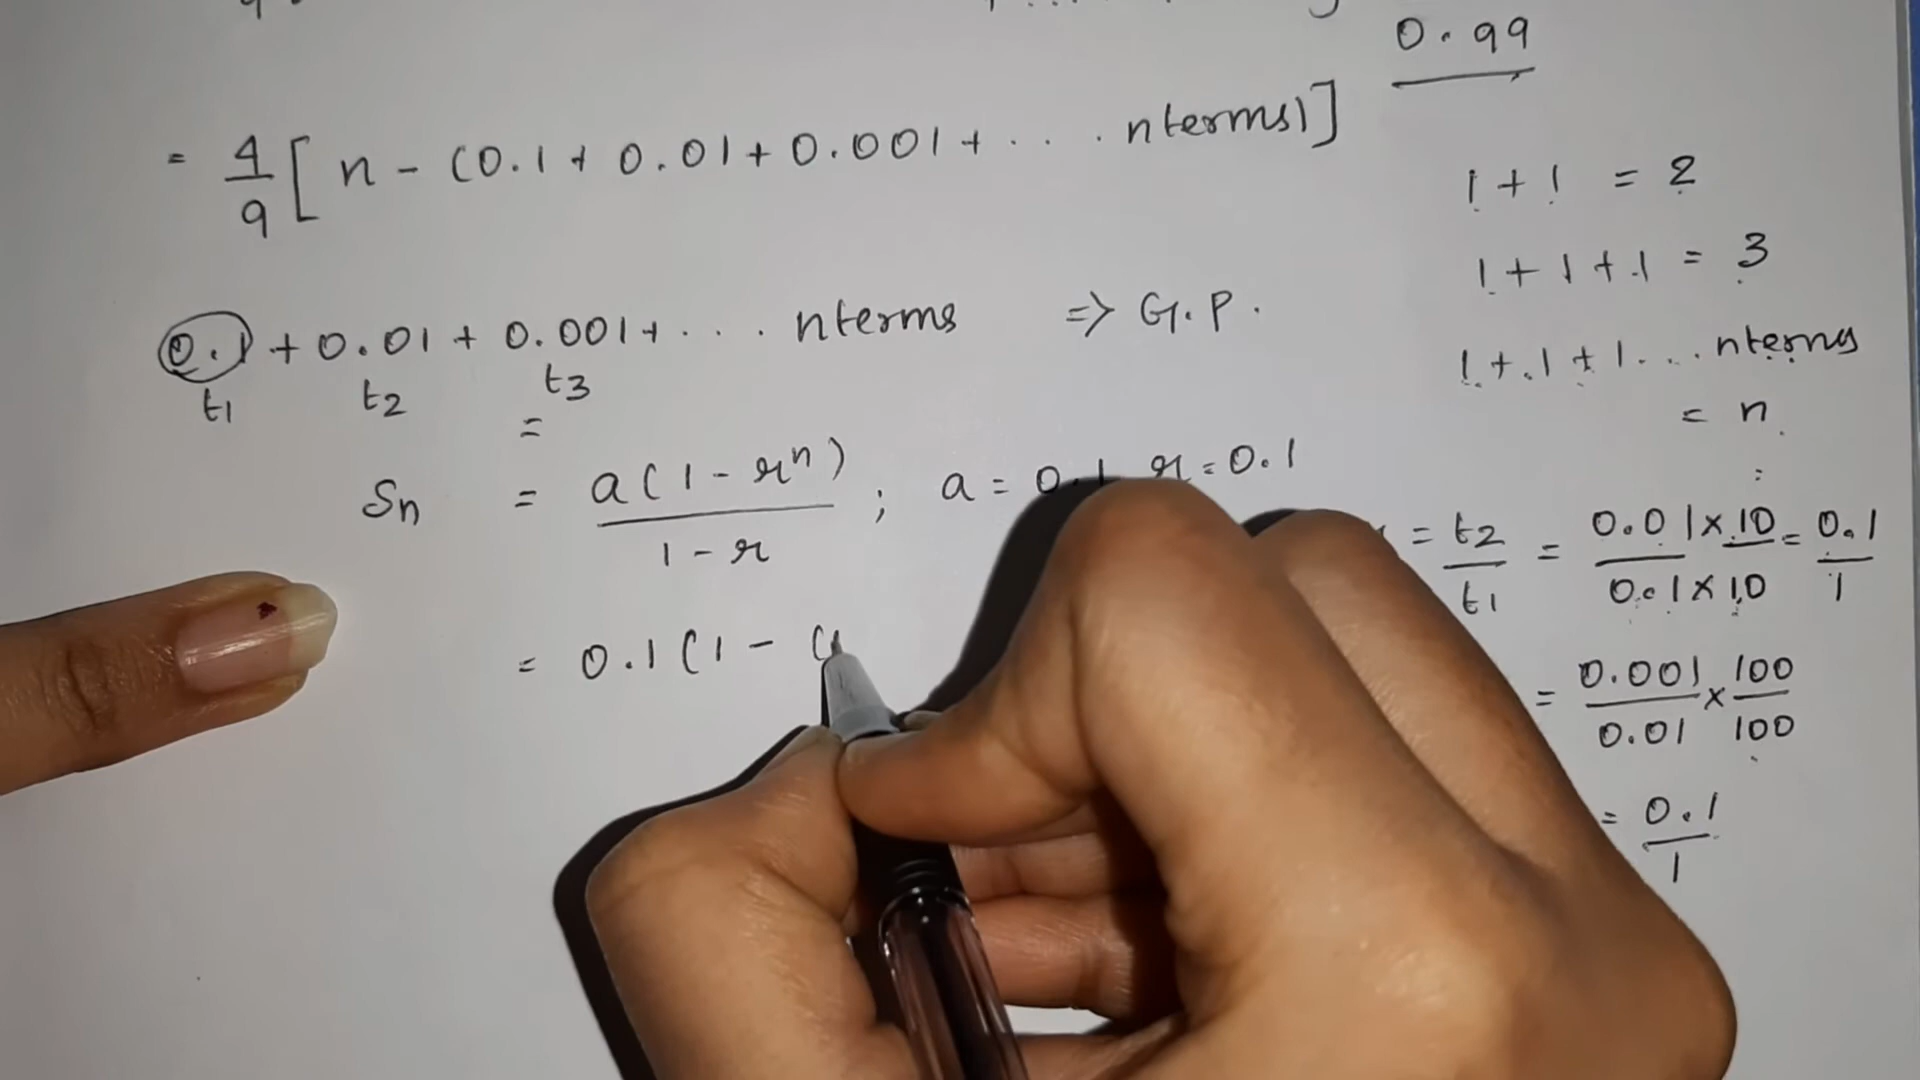 0.99
= 4/9 [ n - (0.1 + 0.01 + 0.001 + ... n terms)]
1 + 1 = 2
1 + 1 + 1 = 3
1 + 1 + 1 ... n terms
= n
0.1 + 0.01 + 0.001 + ... n terms => G.P.
t1 t2 t3
=
Sn = a(1 - r^n) / 1 - r ; a = 0.1 r = 0.1
= t2/t1 = 0.01 x 10 / 0.1 x 10 = 0.1/1
= 0.1 (1 - (
= 0.001/0.01 x 100/100
= 0.1/1